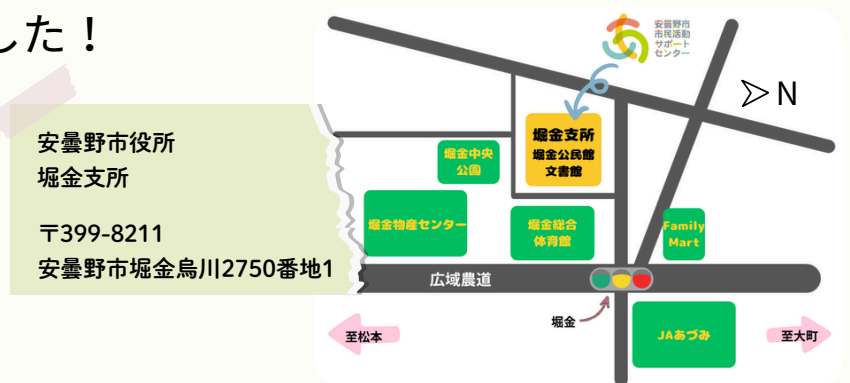 した！
安曇野市
市民活動
サポート
センター
N
安曇野市役所
堀金支所
〒399-8211
安曇野市堀金烏川2750番地1
堀金支所
堀金公民館
文書館
堀金中央
公園
堀金物産センター
堀金総合
体育館
Family
Mart
広域農道
堀金
JAあづみ
至松本
至大町